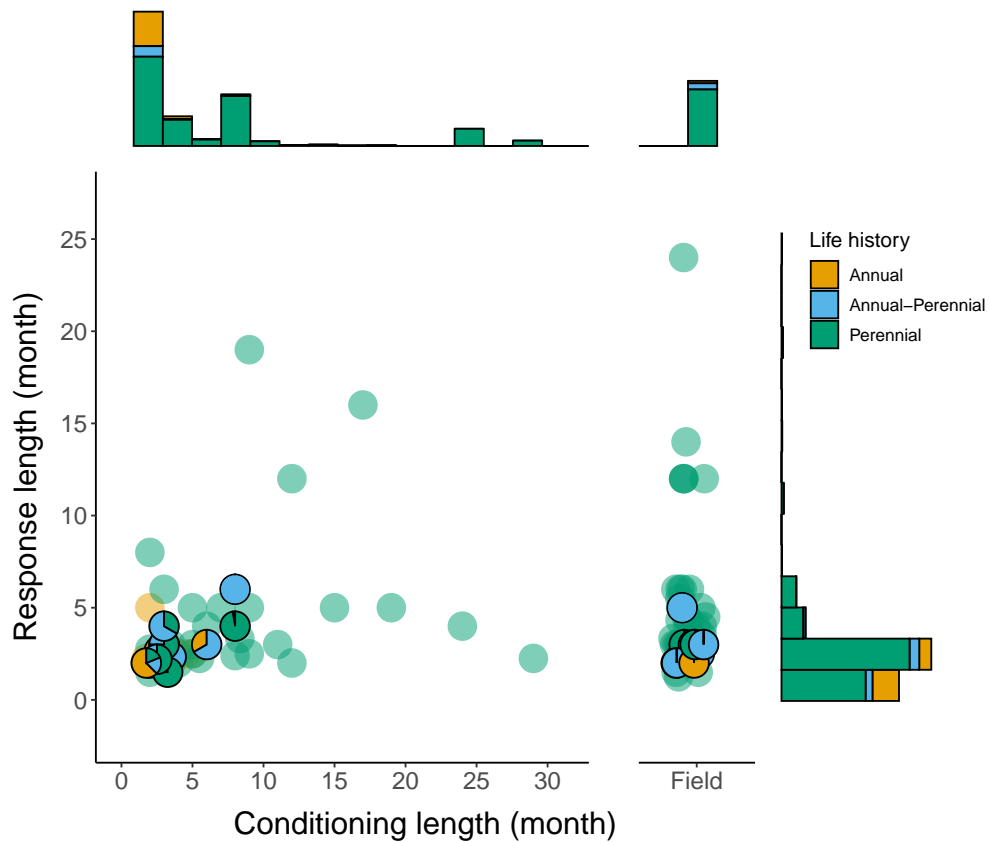 Life history
Annual
Annual−Perennial
Perennial
Response length (month)
25
20
15
10
5
0
0 5 10 15 20 25 30 Field
Conditioning length (month)